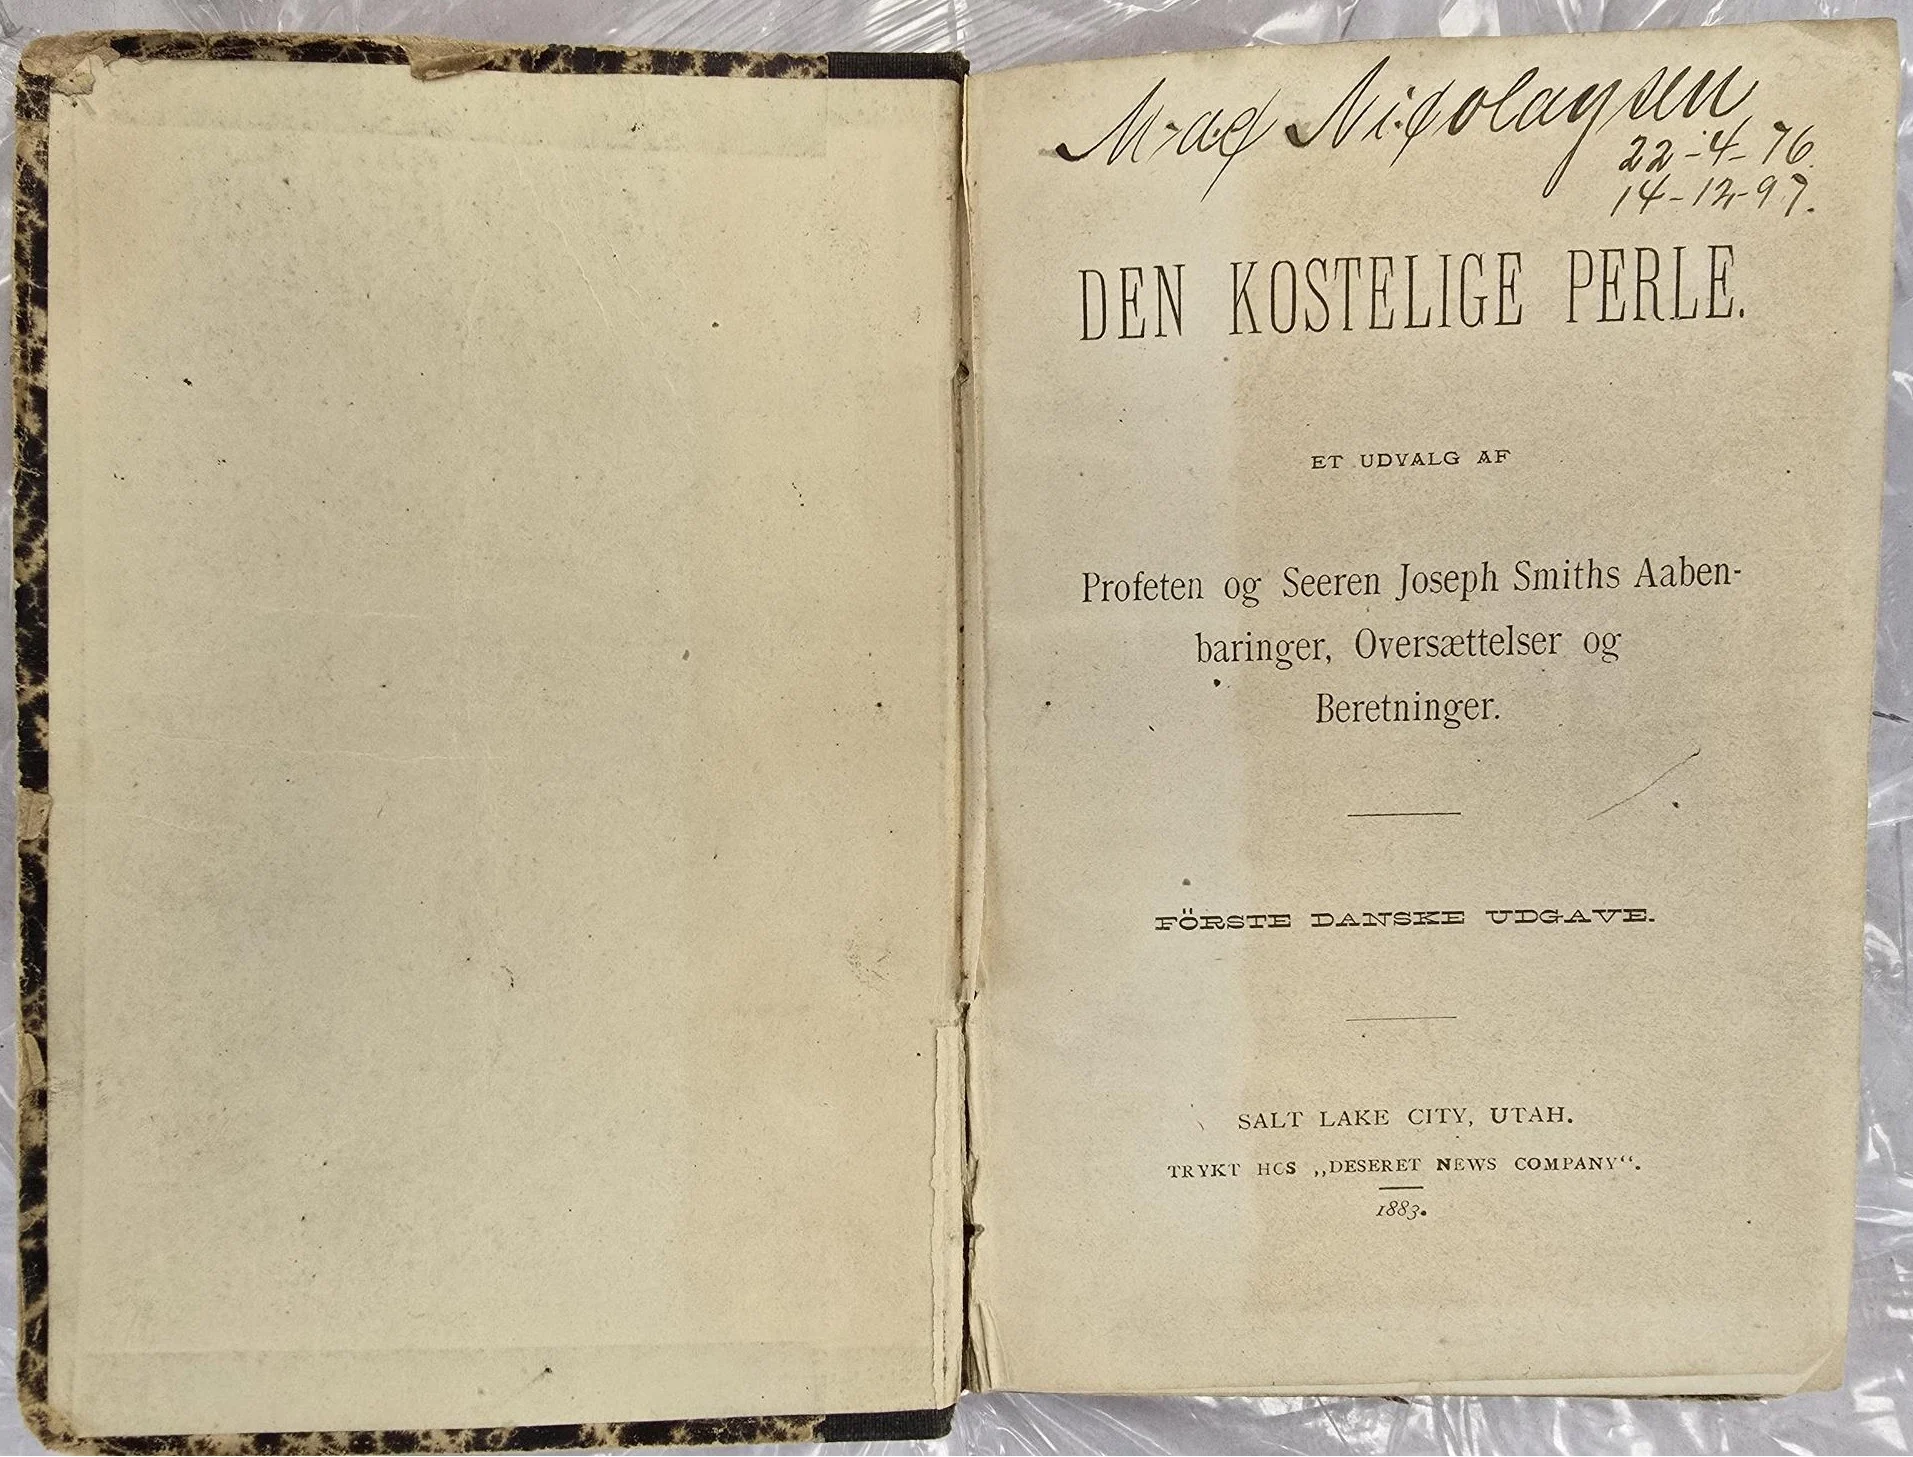 Nicolaysen
22-4-76.
14-12-97.
DEN KOSTELIGE PERLE.
ET UDVALG AF
Profeten og Seeren Joseph Smiths Aaben-
baringer, Oversættelser og
Beretninger.
FÖRSTE DANSKE UDGAVE.
SALT LAKE CITY, UTAH.
TRYKT HOS „DESERET NEWS COMPANY“.
1883.